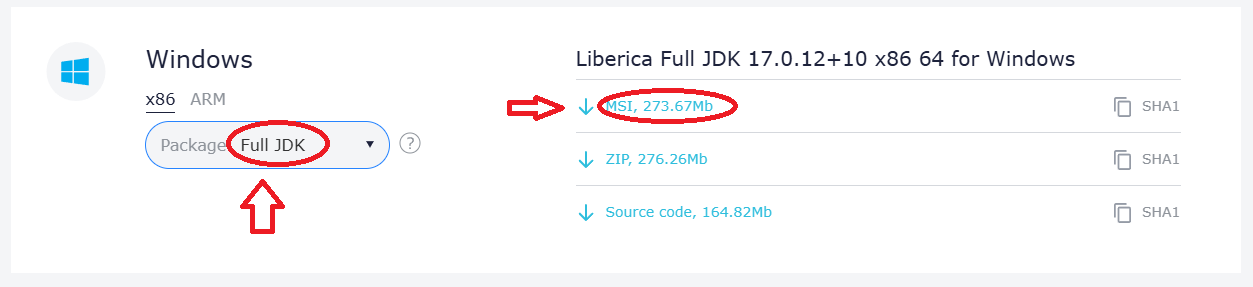 Windows
x86 ARM
Package Full JDK ?
Liberica Full JDK 17.0.12+10 x86 64 for Windows
MSI, 273.67Mb SHA1
ZIP, 276.26Mb SHA1
Source code, 164.82Mb SHA1